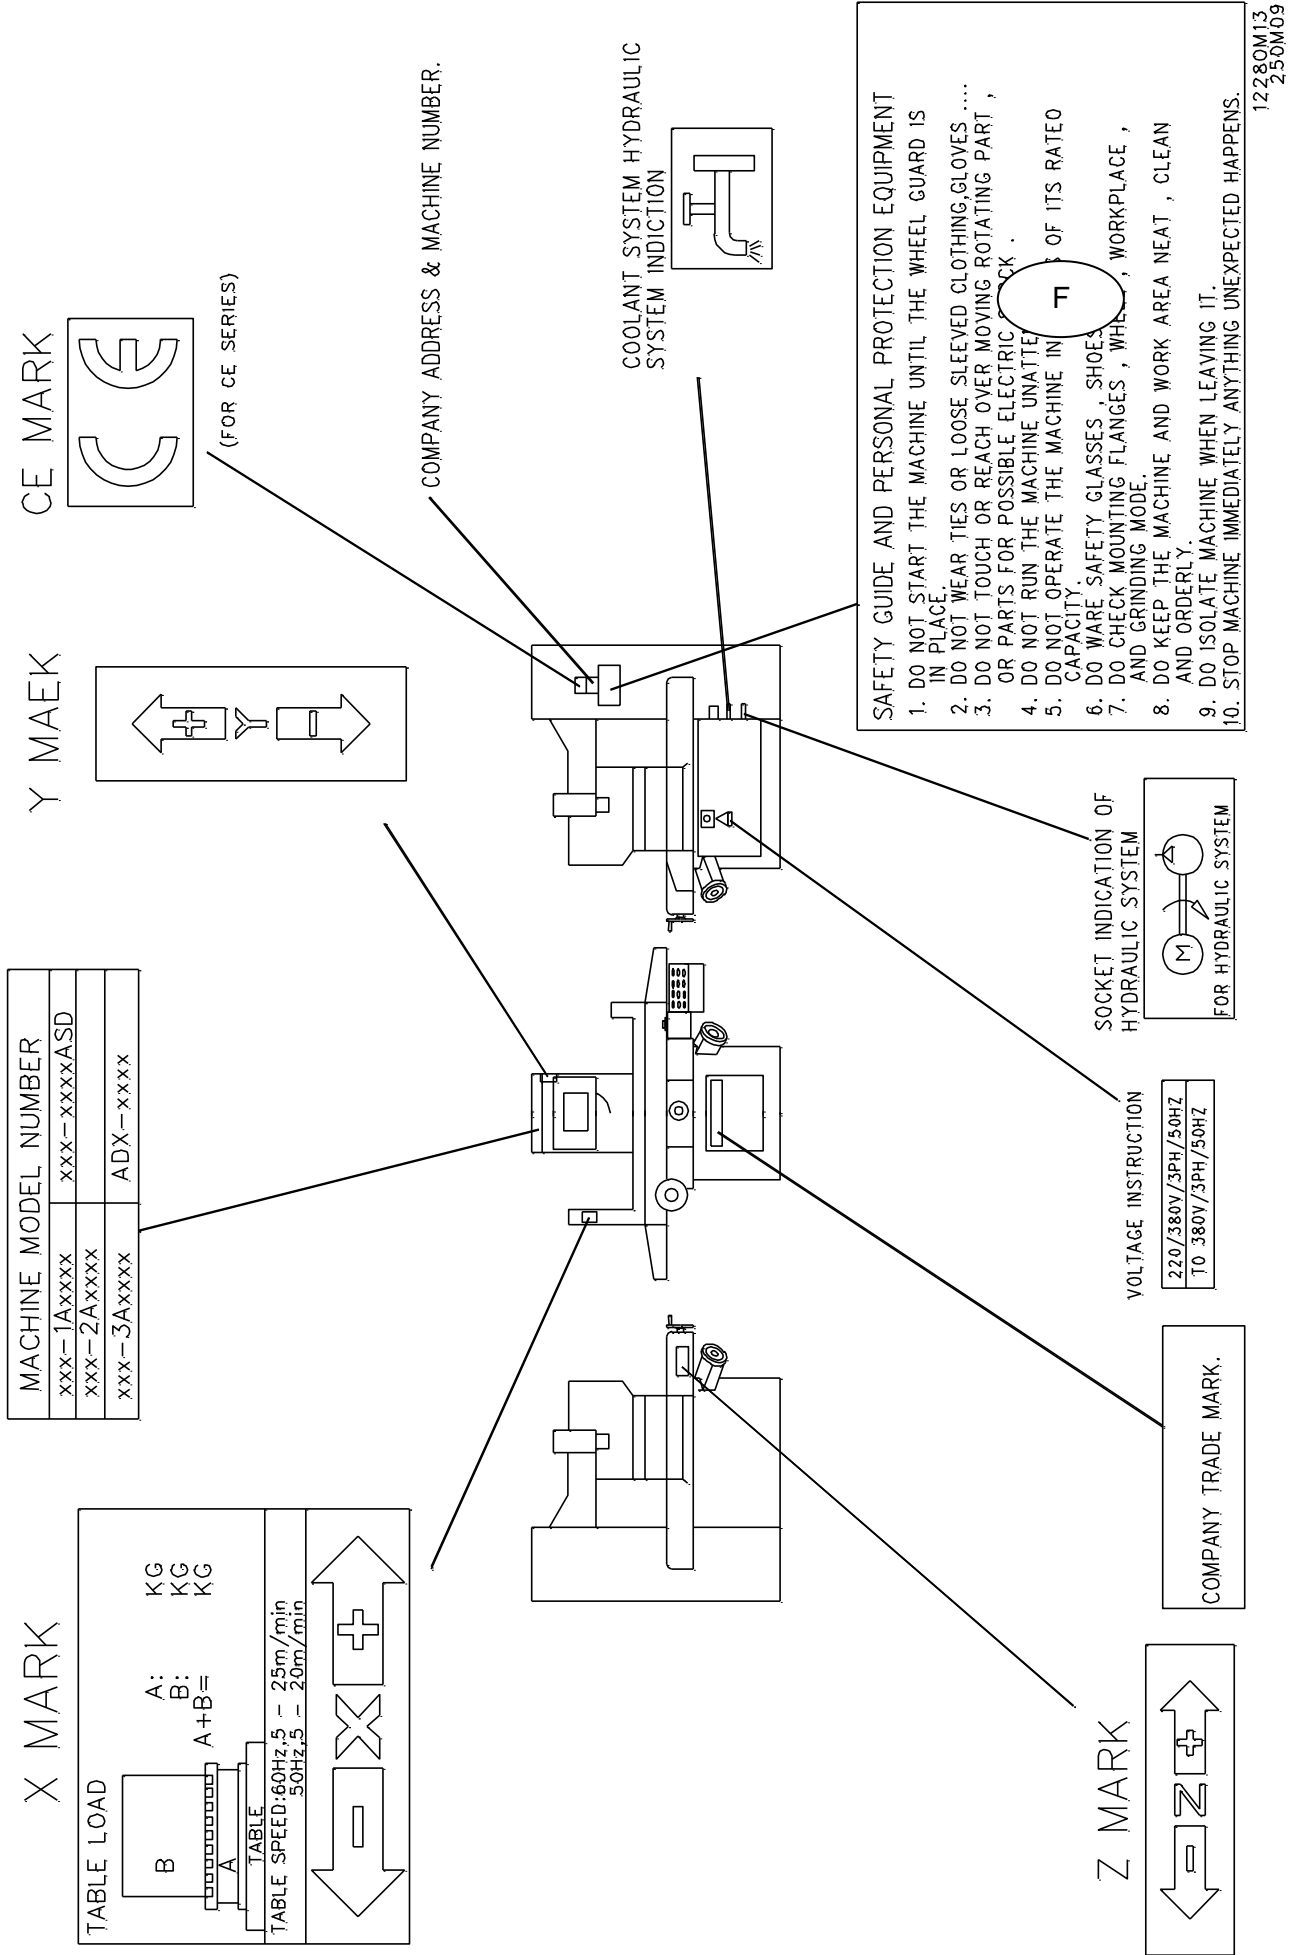 X MARK
TABLE LOAD
B
A
TABLE
A: KG
B: KG
A+B= KG
TABLE SPEED:60Hz,5 - 25m/min
50Hz,5 - 20m/min
- X +
MACHINE MODEL NUMBER
xxx-1Axxxx xxx-xxxxASD
xxx-2Axxxx
xxx-3Axxxx ADX-xxxx
Y MAEK
- Y +
CE MARK
CE
(FOR CE SERIES)
COMPANY ADDRESS & MACHINE NUMBER.
COOLANT SYSTEM HYDRAULIC
SYSTEM INDICTION
Z MARK
- Z +
COMPANY TRADE MARK.
VOLTAGE INSTRUCTION
220/380V/3PH/50HZ
TO 380V/3PH/50HZ
SOCKET INDICATION OF
HYDRAULIC SYSTEM
M
FOR HYDRAULIC SYSTEM
SAFETY GUIDE AND PERSONAL PROTECTION EQUIPMENT
1. DO NOT START THE MACHINE UNTIL THE WHEEL GUARD IS
IN PLACE.
2. DO NOT WEAR TIES OR LOOSE SLEEVED CLOTHING,GLOVES ....
3. DO NOT TOUCH OR REACH OVER MOVING ROTATING PART ,
OR PARTS FOR POSSIBLE ELECTRIC .
4. DO NOT RUN THE MACHINE
5. DO NOT OPERATE THE MACHINE IN OF ITS RATEO
CAPACITY.
6. DO WARE SAFETY GLASSES , SHOES
7. DO CHECK MOUNTING FLANGES , , WORKPLACE ,
AND GRINDING MODE.
8. DO KEEP THE MACHINE AND WORK AREA NEAT , CLEAN
AND ORDERLY.
9. DO ISOLATE MACHINE WHEN LEAVING IT.
10. STOP MACHINE IMMEDIATELY ANYTHING UNEXPECTED HAPPENS.
F
12280M13
250M09